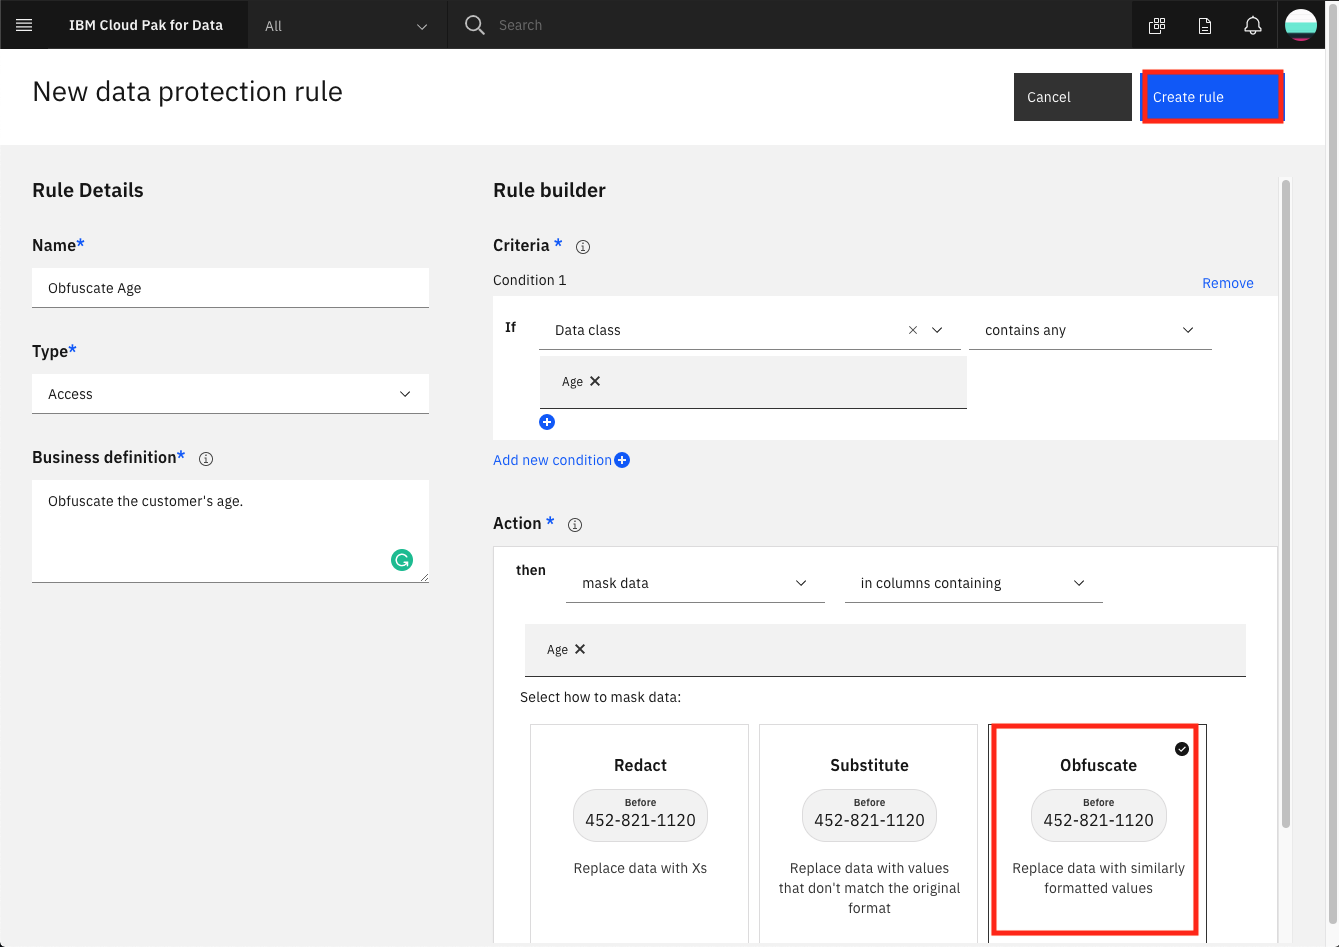 IBM Cloud Pak for Data
All
Search
New data protection rule
Cancel
Create rule
Rule Details
Name*
Obfuscate Age
Type*
Access
Business definition*
Obfuscate the customer's age.
Rule builder
Criteria *
Condition 1
Remove
If
Data class
contains any
Age
Add new condition
Action *
then
mask data
in columns containing
Age
Select how to mask data:
Redact
Before
452-821-1120
Replace data with Xs
Substitute
Before
452-821-1120
Replace data with values
that don't match the original
format
Obfuscate
Before
452-821-1120
Replace data with similarly
formatted values